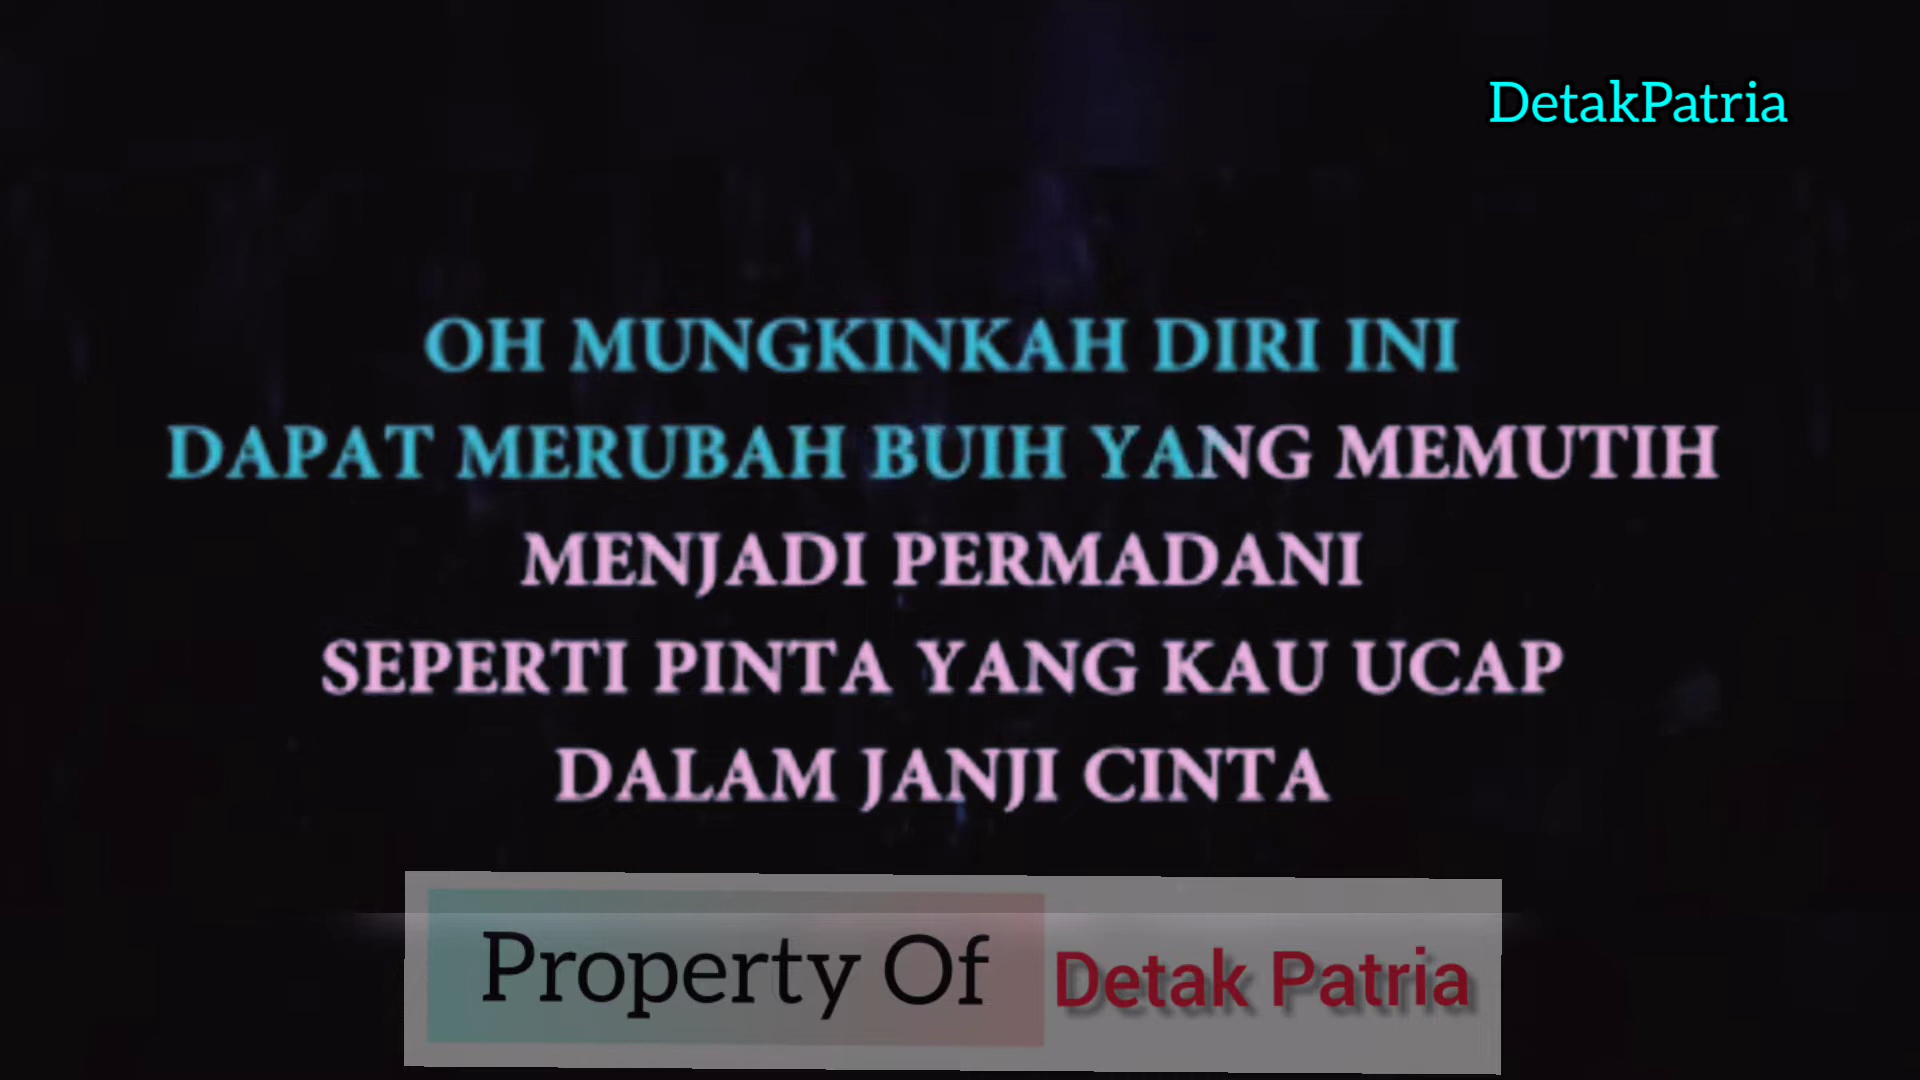 DetakPatria
OH MUNGKINKAH DIRI INI
DAPAT MERUBAH BUIH YANG MEMUTIH
MENJADI PERMADANI
SEPERTI PINTA YANG KAU UCAP
DALAM JANJI CINTA
Property Of Detak Patria